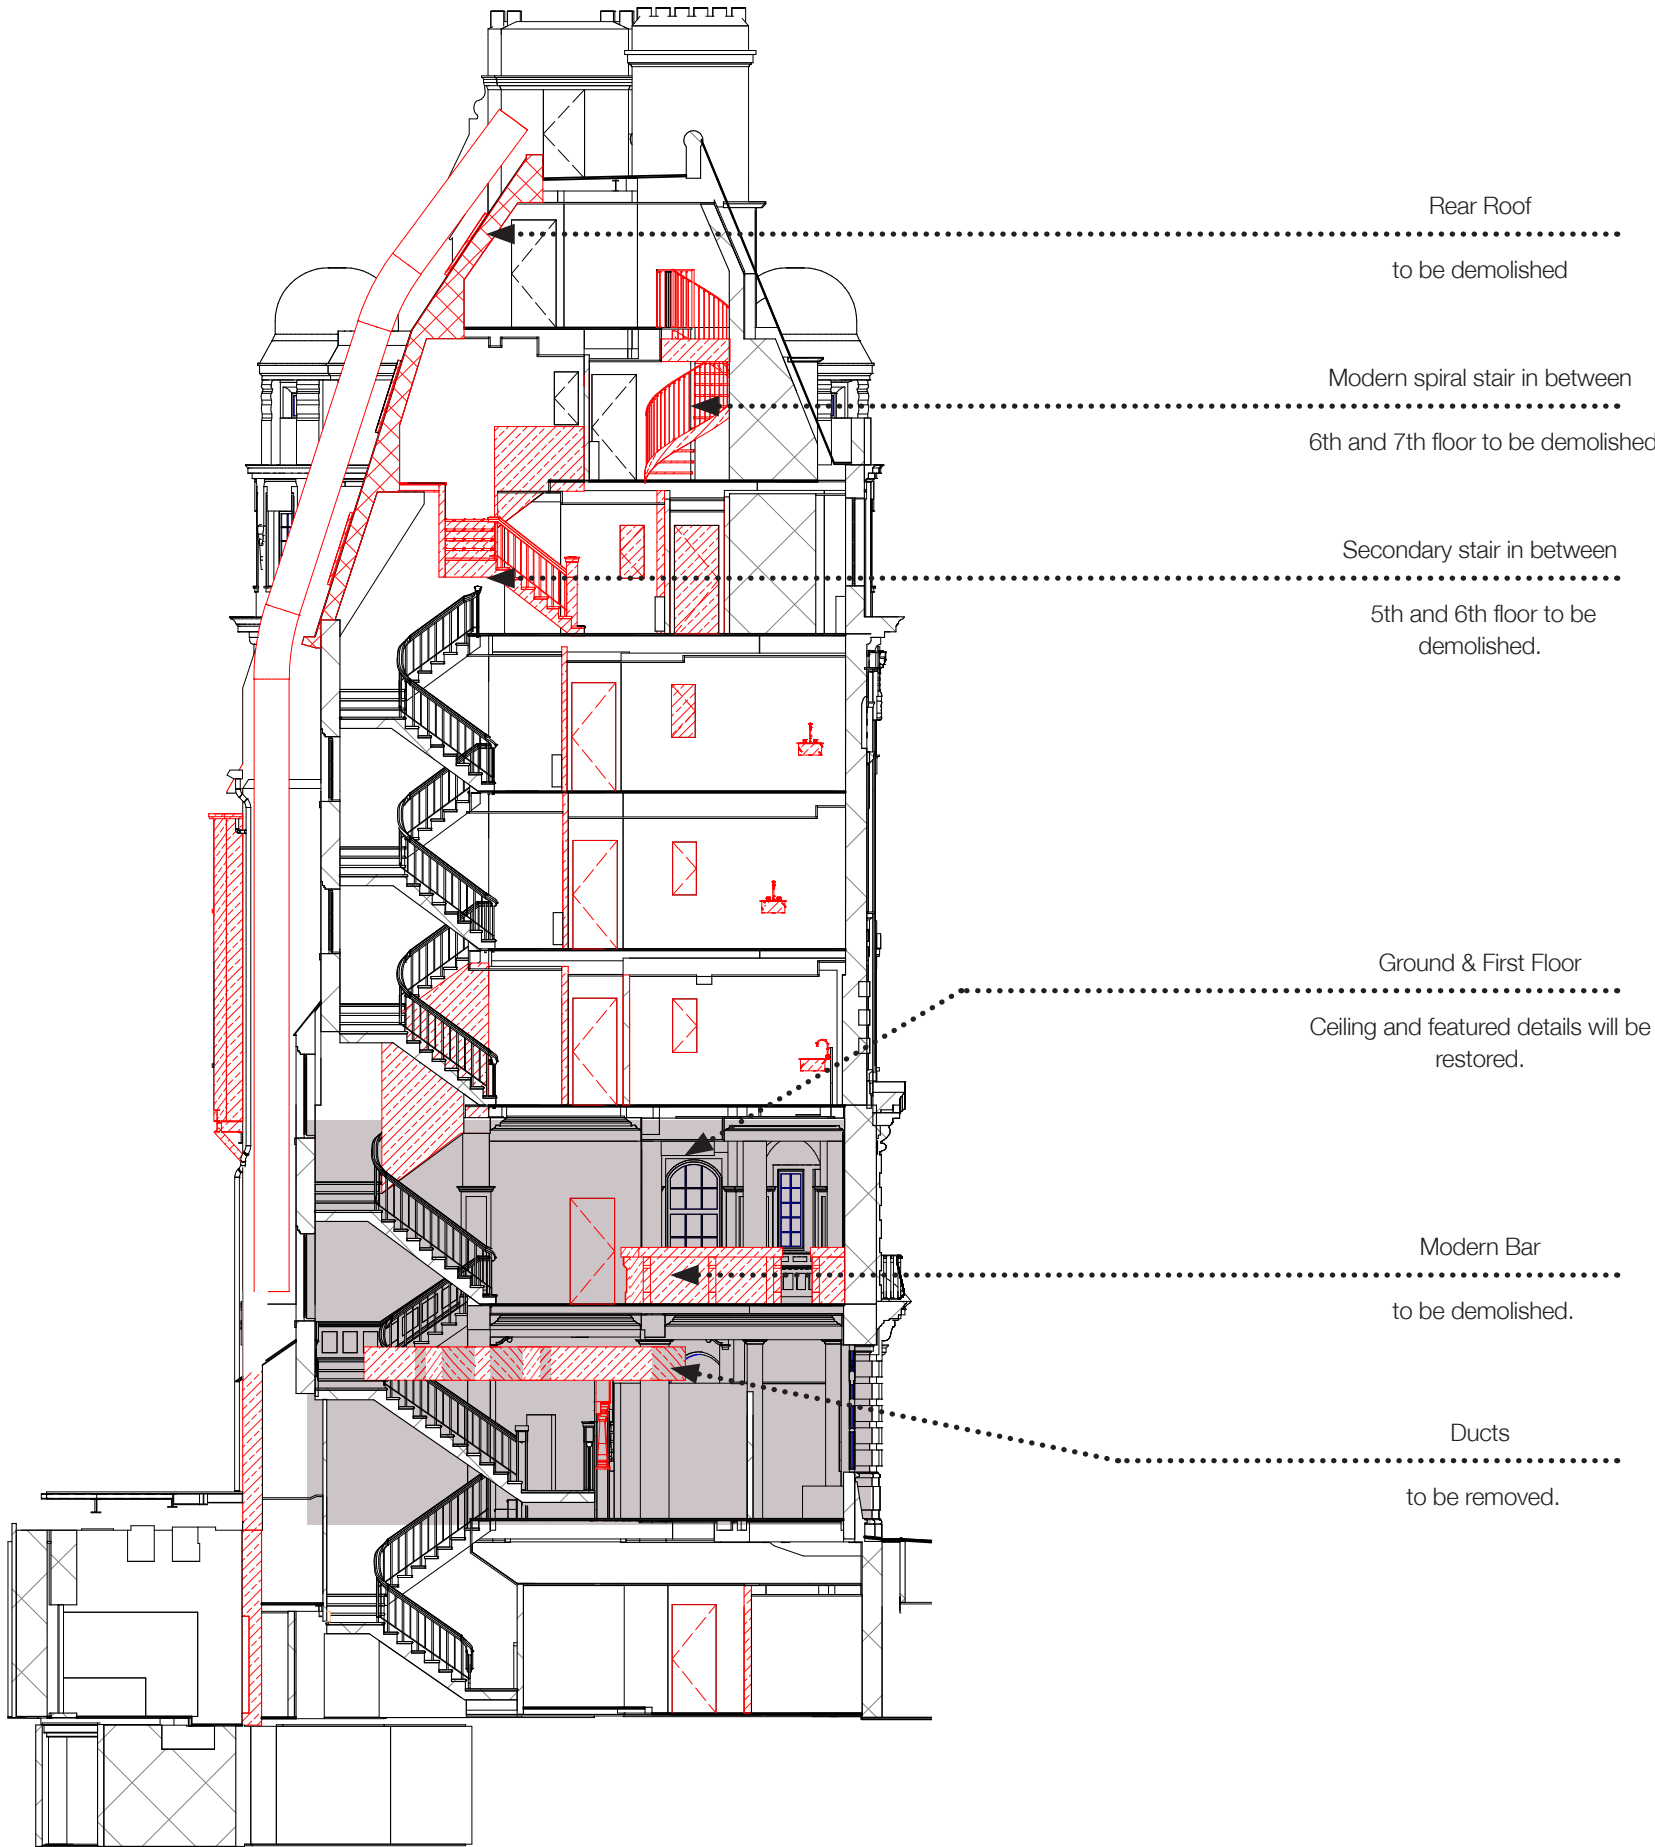 Rear Roof
to be demolished
Modern spiral stair in between
6th and 7th floor to be demolished
Secondary stair in between
5th and 6th floor to be
demolished.
Ground & First Floor
Ceiling and featured details will be
restored.
Modern Bar
to be demolished.
Ducts
to be removed.